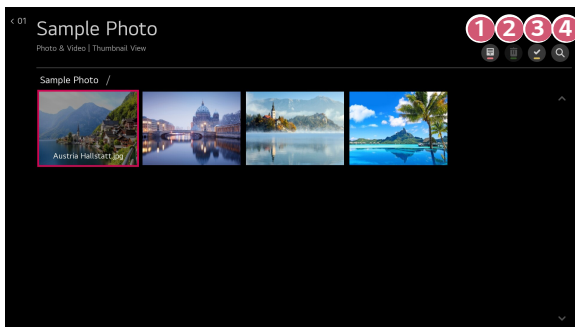 < 01
Sample Photo
Photo & Video | Thumbnail View
1 2 3 4
Sample Photo /
Austria Hallstatt.jpg